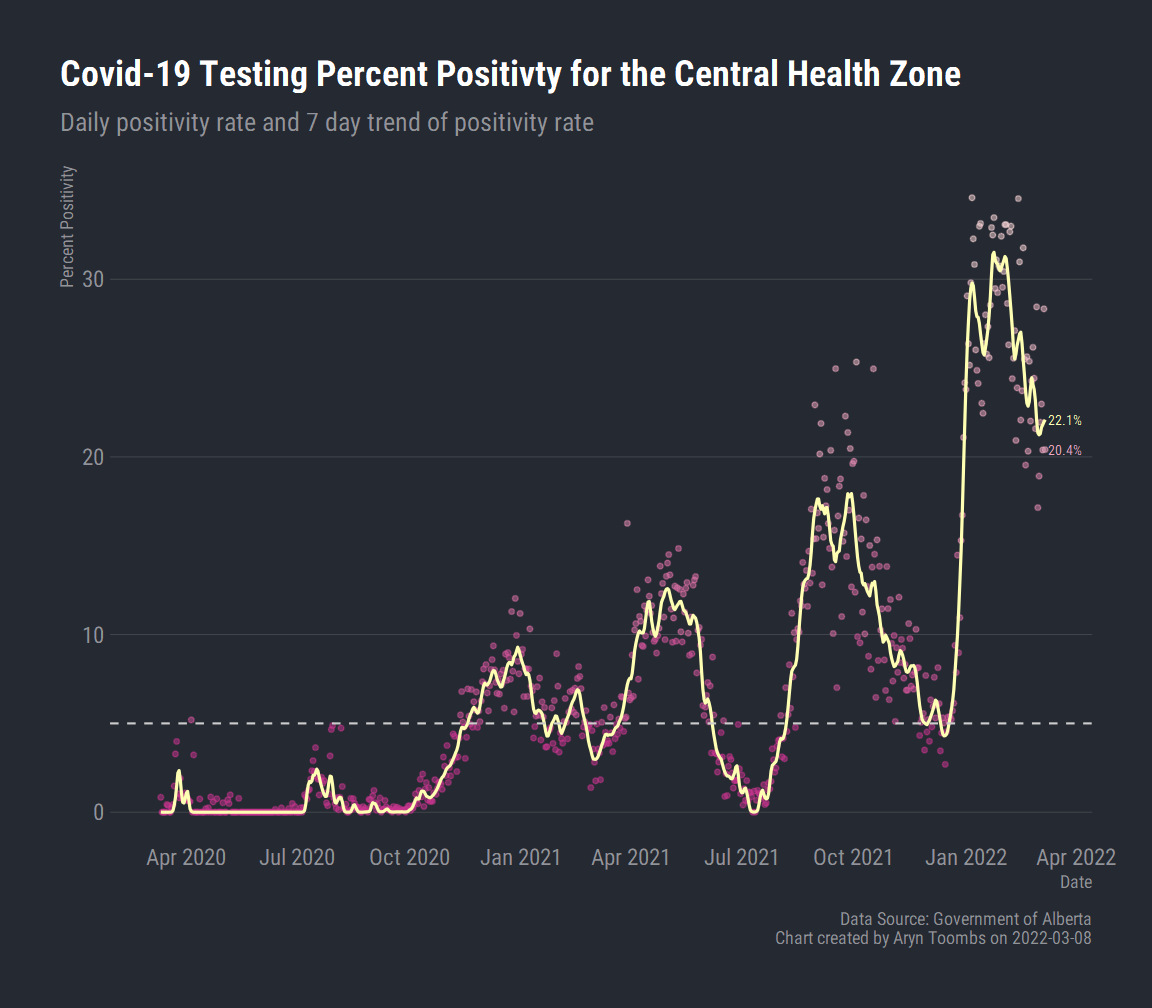 Covid-19 Testing Percent Positivty for the Central Health Zone
Daily positivity rate and 7 day trend of positivity rate
Percent Positivity
30
20
10
0
22.1%
20.4%
Apr 2020 Jul 2020 Oct 2020 Jan 2021 Apr 2021 Jul 2021 Oct 2021 Jan 2022 Apr 2022
Date
Data Source: Government of Alberta
Chart created by Aryn Toombs on 2022-03-08